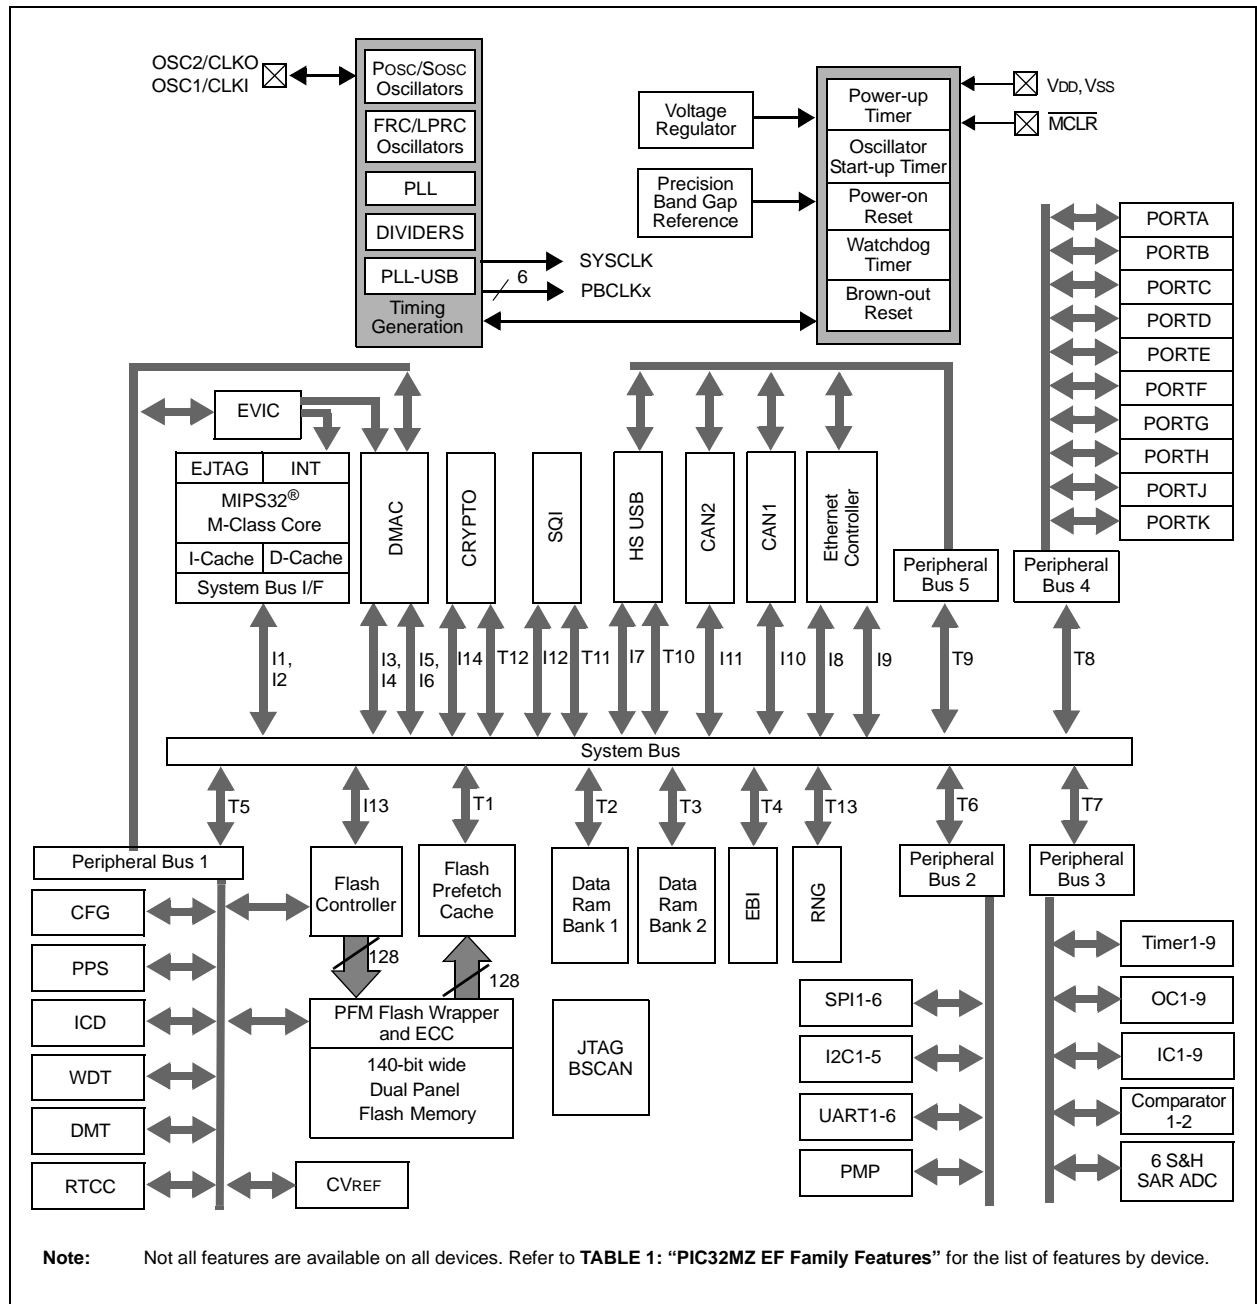 OSC2/CLKO
OSC1/CLKI
POSC/SOSC
Oscillators
FRC/LPRC
Oscillators
PLL
DIVIDERS
PLL-USB
Timing
Generation
SYSCLK
6
PBCLKx
Voltage
Regulator
Precision
Band Gap
Reference
Power-up
Timer
Oscillator
Start-up Timer
Power-on
Reset
Watchdog
Timer
Brown-out
Reset
VDD, VSS
MCLR
PORTA
PORTB
PORTC
PORTD
PORTE
PORTF
PORTG
PORTH
PORTJ
PORTK
EVIC
EJTAG
INT
MIPS32®
M-Class Core
I-Cache
D-Cache
System Bus I/F
DMAC
CRYPTO
SQI
HS USB
CAN2
CAN1
Ethernet
Controller
Peripheral
Bus 5
Peripheral
Bus 4
I1,
I2
I3,
I4
I5,
I6
I14
T12
I12
T11
I7
T10
I11
I10
I8
I9
T9
T8
System Bus
T5
I13
T1
T2
T3
T4
T13
T6
T7
Peripheral Bus 1
Flash
Controller
Flash
Prefetch
Cache
Data
Ram
Bank 1
Data
Ram
Bank 2
EBI
RNG
Peripheral
Bus 2
Peripheral
Bus 3
CFG
PPS
ICD
WDT
DMT
RTCC
128
128
PFM Flash Wrapper
and ECC
140-bit wide
Dual Panel
Flash Memory
CVREF
JTAG
BSCAN
SPI1-6
I2C1-5
UART1-6
PMP
Timer1-9
OC1-9
IC1-9
Comparator
1-2
6 S&H
SAR ADC
Note: Not all features are available on all devices. Refer to TABLE 1: “PIC32MZ EF Family Features” for the list of features by device.